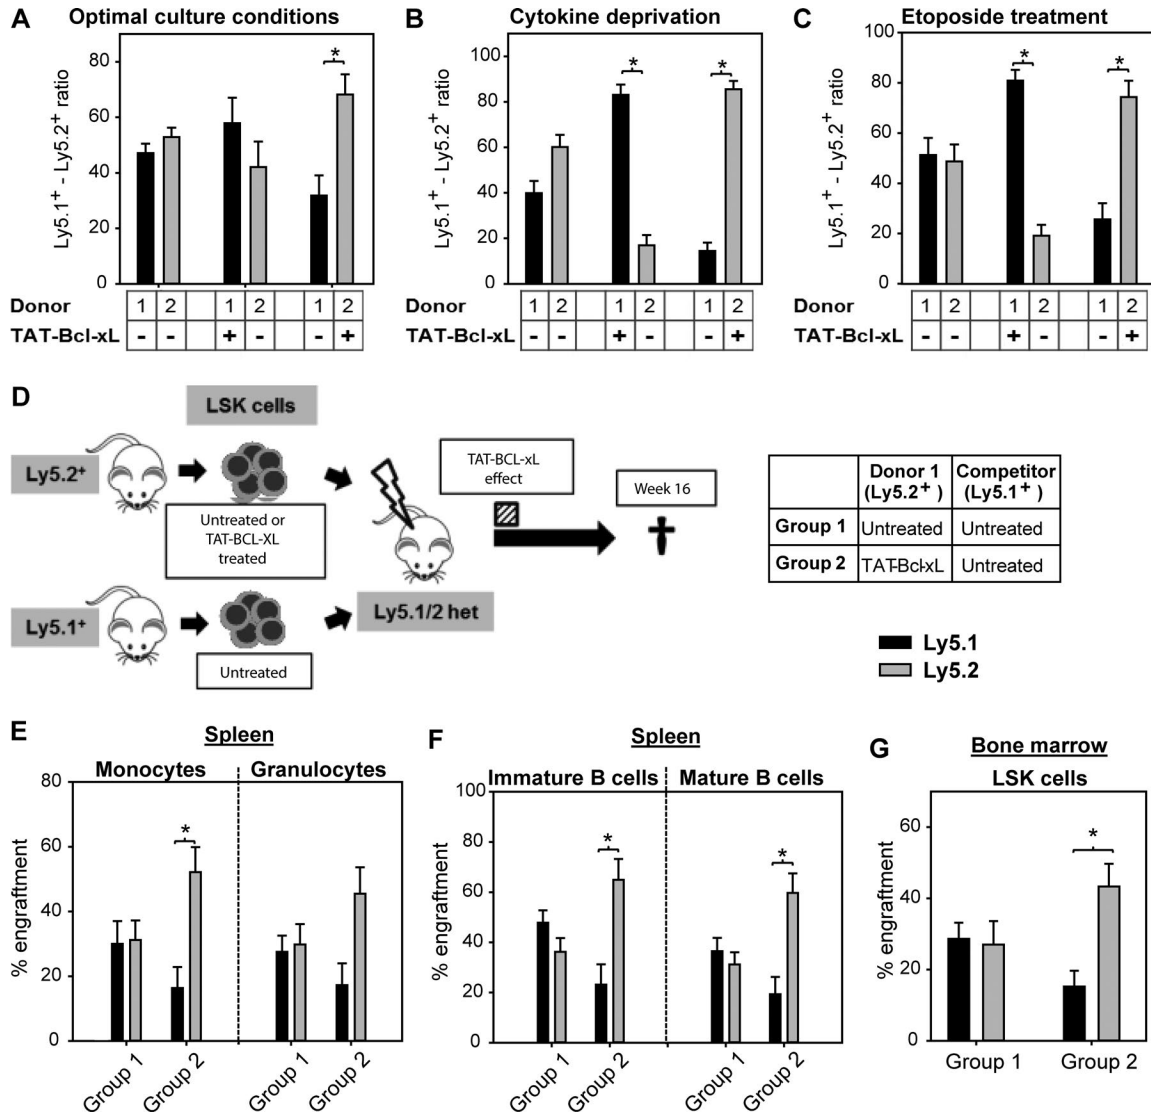 A Optimal culture conditions
Ly5.1+ - Ly5.2+ ratio
80
60
40
20
0
Donor 1 2 1 2 1 2
TAT-Bcl-xL - - + - - +
*
B Cytokine deprivation
Ly5.1+ - Ly5.2+ ratio
100
80
60
40
20
0
Donor 1 2 1 2 1 2
TAT-Bcl-xL - - + - - +
* *
C Etoposide treatment
Ly5.1+ - Ly5.2+ ratio
100
80
60
40
20
0
Donor 1 2 1 2 1 2
TAT-Bcl-xL - - + - - +
* *
D
LSK cells
Ly5.2+
Untreated or
TAT-BCL-XL
treated
Ly5.1+
Untreated
Ly5.1/2 het
TAT-BCL-xL
effect
Week 16
Donor 1 Competitor
(Ly5.2+ ) (Ly5.1+ )
Group 1 Untreated Untreated
Group 2 TAT-Bcl-xL Untreated
Ly5.1
Ly5.2
E Spleen
Monocytes Granulocytes
% engraftment
80
60
40
20
0
*
Group 1 Group 2 Group 1 Group 2
F Spleen
Immature B cells Mature B cells
% engraftment
100
80
60
40
20
0
* *
Group 1 Group 2 Group 1 Group 2
G Bone marrow
LSK cells
% engraftment
60
40
20
0
*
Group 1 Group 2